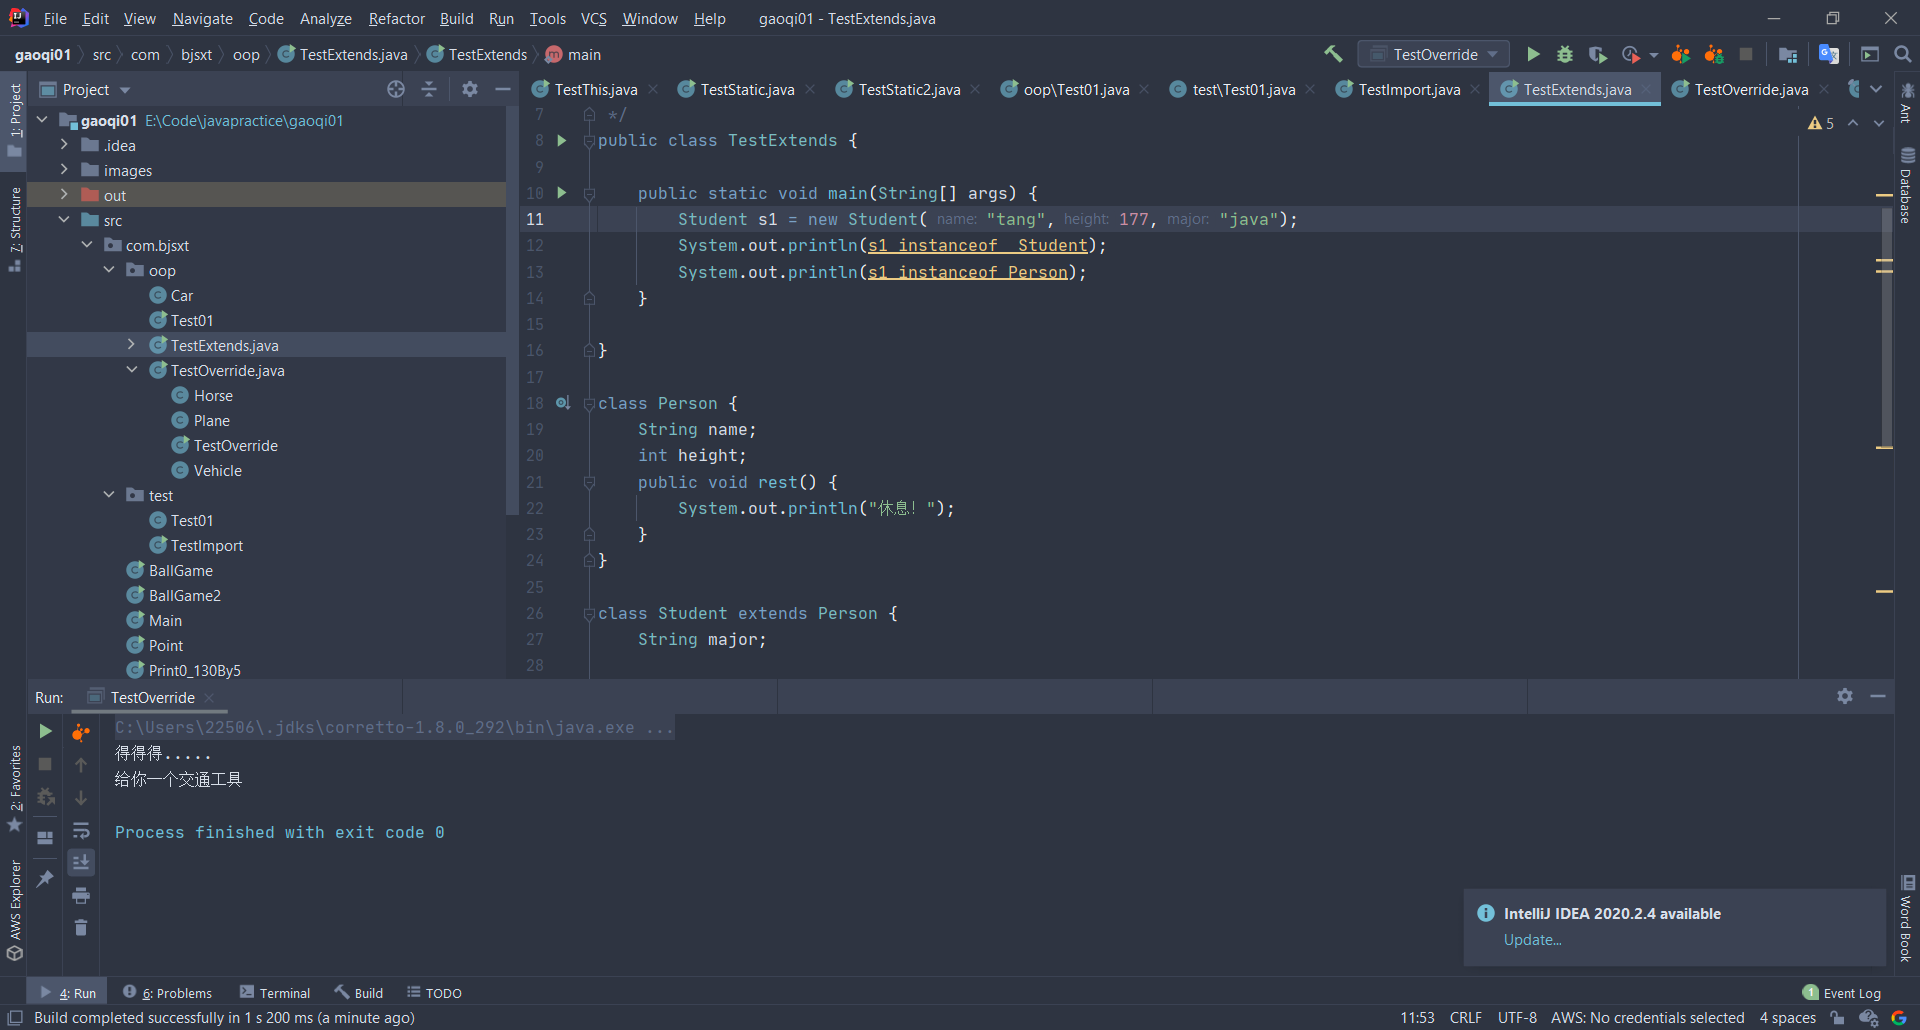 File Edit View Navigate Code Analyze Refactor Build Run Tools VCS Window Help gaoqi01 - TestExtends.java
gaoqi01 src com bjsxt oop TestExtends.java TestExtends main TestOverride
Project
TestThis.java TestStatic.java TestStatic2.java oop\Test01.java test\Test01.java TestImport.java TestExtends.java TestOverride.java
1: Project
7: Structure
2: Favorites
AWS Explorer
gaoqi01 E:\Code\javapractice\gaoqi01
.idea
images
out
src
com.bjsxt
oop
Car
Test01
TestExtends.java
TestOverride.java
Horse
Plane
TestOverride
Vehicle
test
Test01
TestImport
BallGame
BallGame2
Main
Point
Print0_130By5
5
7 */
8 public class TestExtends {
9
10 public static void main(String[] args) {
11 Student s1 = new Student( name: "tang", height: 177, major: "java");
12 System.out.println(s1 instanceof  Student);
13 System.out.println(s1 instanceof Person);
14 }
15
16 }
17
18 class Person {
19 String name;
20 int height;
21 public void rest() {
22 System.out.println("休息！");
23 }
24 }
25
26 class Student extends Person {
27 String major;
28
Ant
Database
Word Book
Run: TestOverride
C:\Users\22506\.jdks\corretto-1.8.0_292\bin\java.exe ...
得得得.....
给你一个交通工具
Process finished with exit code 0
IntelliJ IDEA 2020.2.4 available
Update...
4: Run 6: Problems Terminal Build TODO 1 Event Log
Build completed successfully in 1 s 200 ms (a minute ago) 11:53 CRLF UTF-8 AWS: No credentials selected 4 spaces